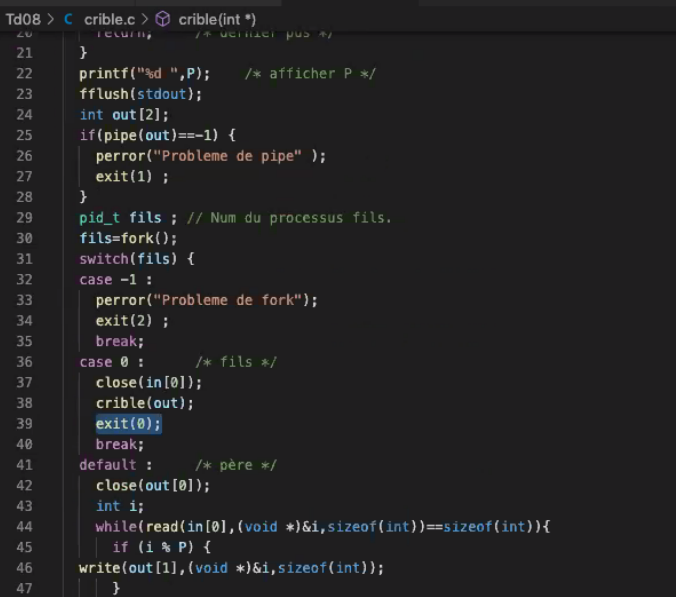 Td08 > C crible.c > crible(int *)
20 return; /* dernier pas */
21 }
22 printf("%d ",P); /* afficher P */
23 fflush(stdout);
24 int out[2];
25 if(pipe(out)==-1) {
26 perror("Probleme de pipe" );
27 exit(1) ;
28 }
29 pid_t fils ; // Num du processus fils.
30 fils=fork();
31 switch(fils) {
32 case -1 :
33 perror("Probleme de fork");
34 exit(2) ;
35 break;
36 case 0 : /* fils */
37 close(in[0]);
38 crible(out);
39 exit(0);
40 break;
41 default : /* père */
42 close(out[0]);
43 int i;
44 while(read(in[0],(void *)&i,sizeof(int))==sizeof(int)){
45 if (i % P) {
46 write(out[1],(void *)&i,sizeof(int));
47 }